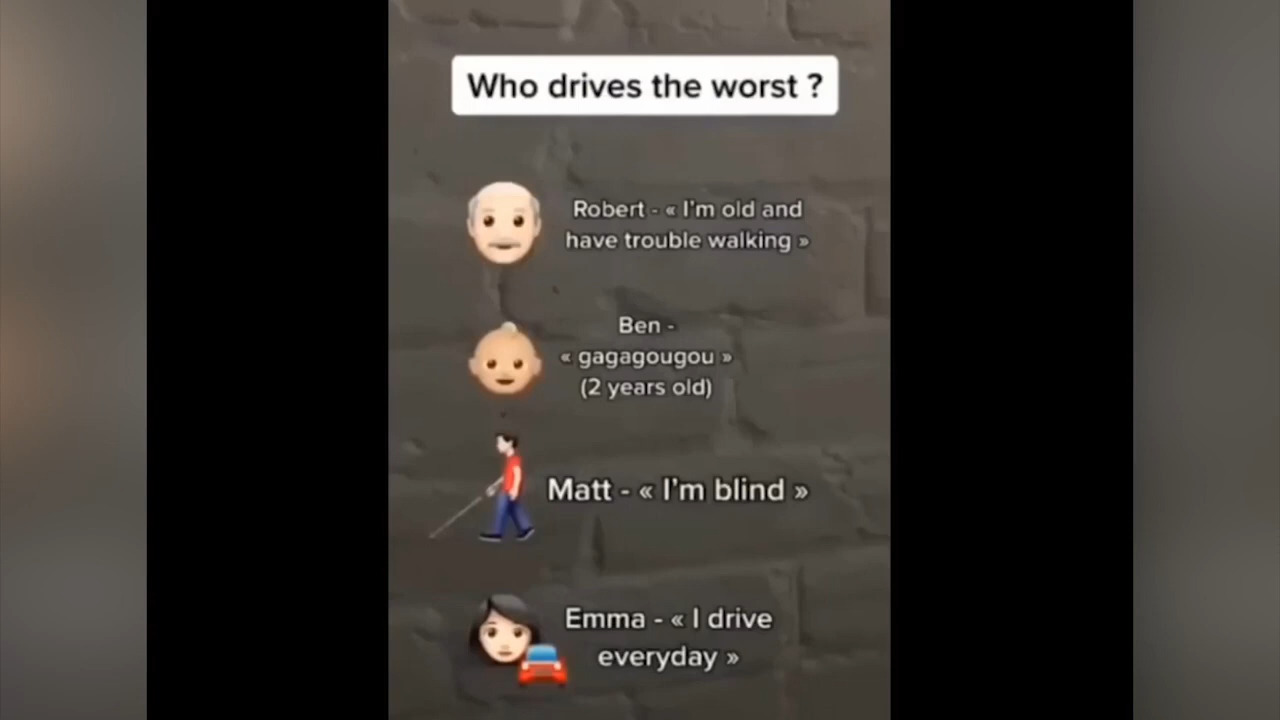 Who drives the worst ?
Robert - « I'm old and
have trouble walking »
Ben -
« gagagougou »
(2 years old)
Matt - « I'm blind »
Emma - « I drive
everyday »